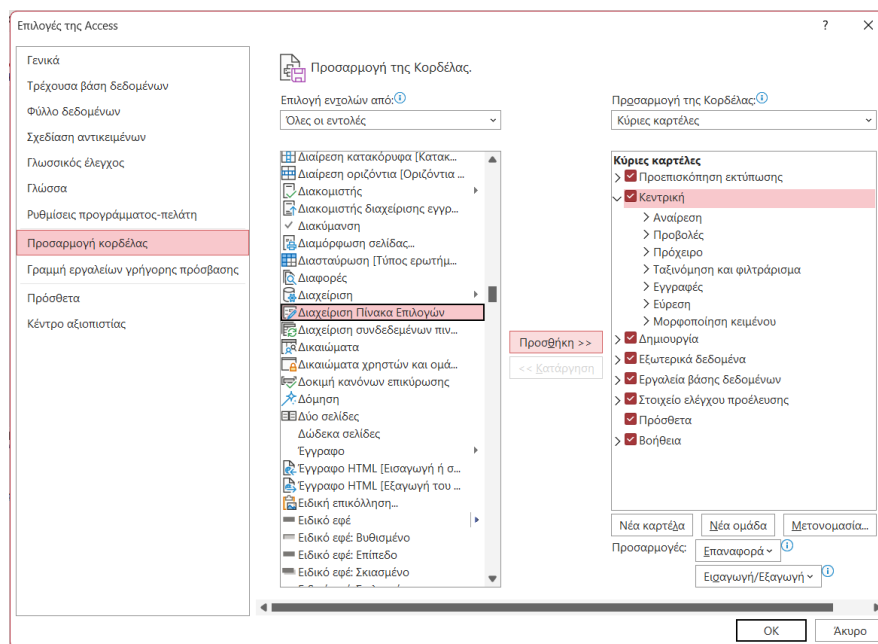 Επιλογές της Access
?
Γενικά
Τρέχουσα βάση δεδομένων
Φύλλο δεδομένων
Σχεδίαση αντικειμένων
Γλωσσικός έλεγχος
Γλώσσα
Ρυθμίσεις προγράμματος-πελάτη
Προσαρμογή κορδέλας
Γραμμή εργαλείων γρήγορης πρόσβασης
Πρόσθετα
Κέντρο αξιοπιστίας
Προσαρμογή της Κορδέλας.
Επιλογή εντολών από:
Όλες οι εντολές
Διαίρεση κατακόρυφα [Κατακ...
Διαίρεση οριζόντια [Οριζόντια ...
Διακομιστής
Διακομιστής διαχείρισης εγγρ...
Διακύμανση
Διαμόρφωση σελίδας...
Διασταύρωση [Τύπος ερωτήμ...
Διαφορές
Διαχείριση
Διαχείριση Πίνακα Επιλογών
Διαχείριση συνδεδεμένων πιν...
Δικαιώματα
Δικαιώματα χρηστών και ομά...
Δοκιμή κανόνων επικύρωσης
Δόμηση
Δύο σελίδες
Δώδεκα σελίδες
Έγγραφο
Έγγραφο HTML [Εισαγωγή ή σ...
Έγγραφο HTML [Εξαγωγή του ...
Ειδική επικόλληση...
Ειδικό εφέ
Ειδικό εφέ: Βυθισμένο
Ειδικό εφέ: Επίπεδο
Ειδικό εφέ: Σκιασμένο
Προσθήκη >>
<< Κατάργηση
Προσαρμογή της Κορδέλας:
Κύριες καρτέλες
Κύριες καρτέλες
Προεπισκόπηση εκτύπωσης
Κεντρική
Αναίρεση
Προβολές
Πρόχειρο
Ταξινόμηση και φιλτράρισμα
Εγγραφές
Εύρεση
Μορφοποίηση κειμένου
Δημιουργία
Εξωτερικά δεδομένα
Εργαλεία βάσης δεδομένων
Στοιχείο ελέγχου προέλευσης
Πρόσθετα
Βοήθεια
Νέα καρτέλα Νέα ομάδα Μετονομασία...
Προσαρμογές: Επαναφορά
Εισαγωγή/Εξαγωγή
OK Άκυρο